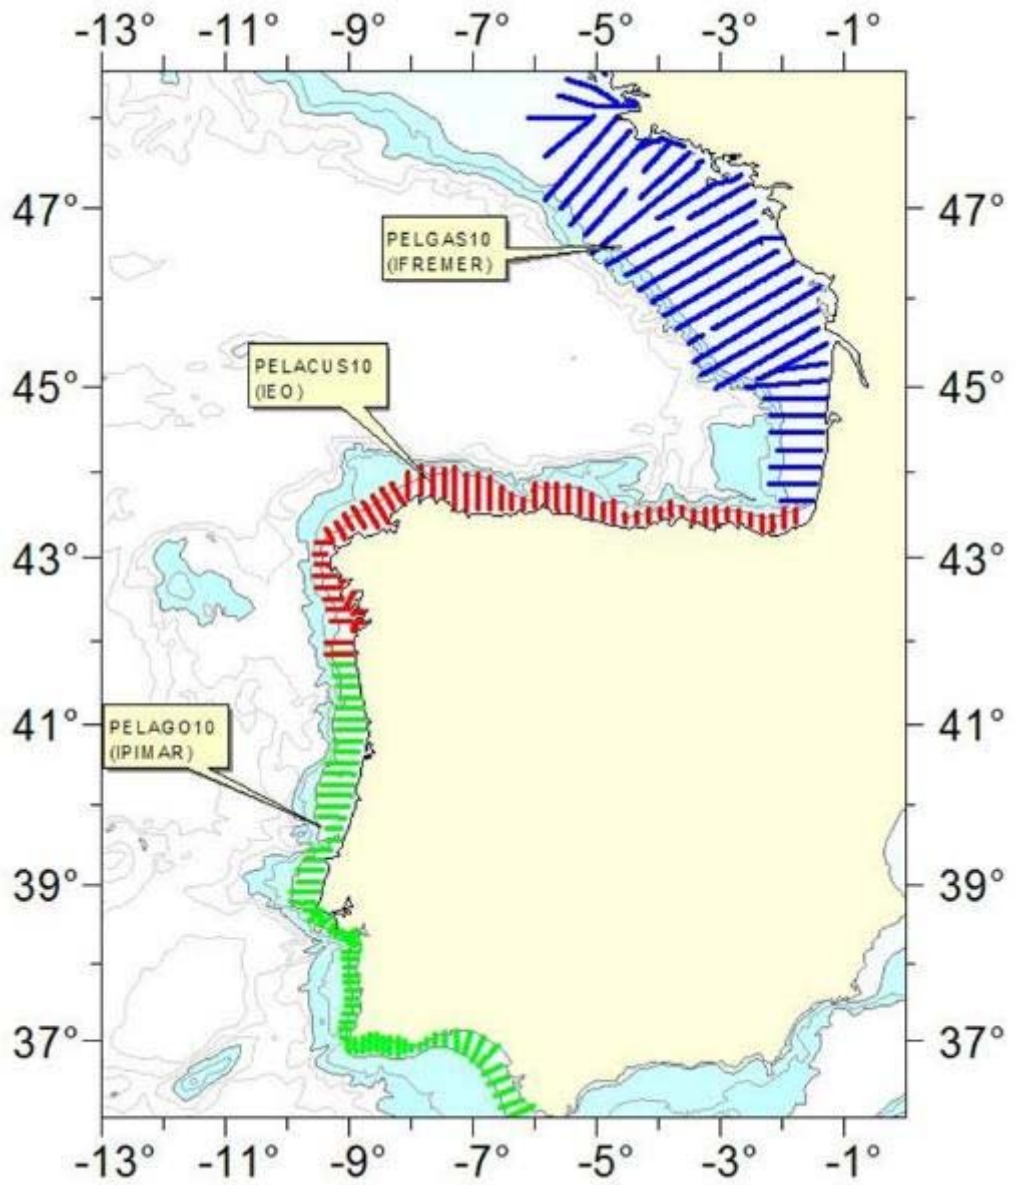 -13° -11° -9° -7° -5° -3° -1°
47° 47°
PELGAS10
(IFREMER)
PELACUS10
(IEO)
45° 45°
43° 43°
PELAGO10
(IPIMAR)
41° 41°
39° 39°
37° 37°
-13° -11° -9° -7° -5° -3° -1°